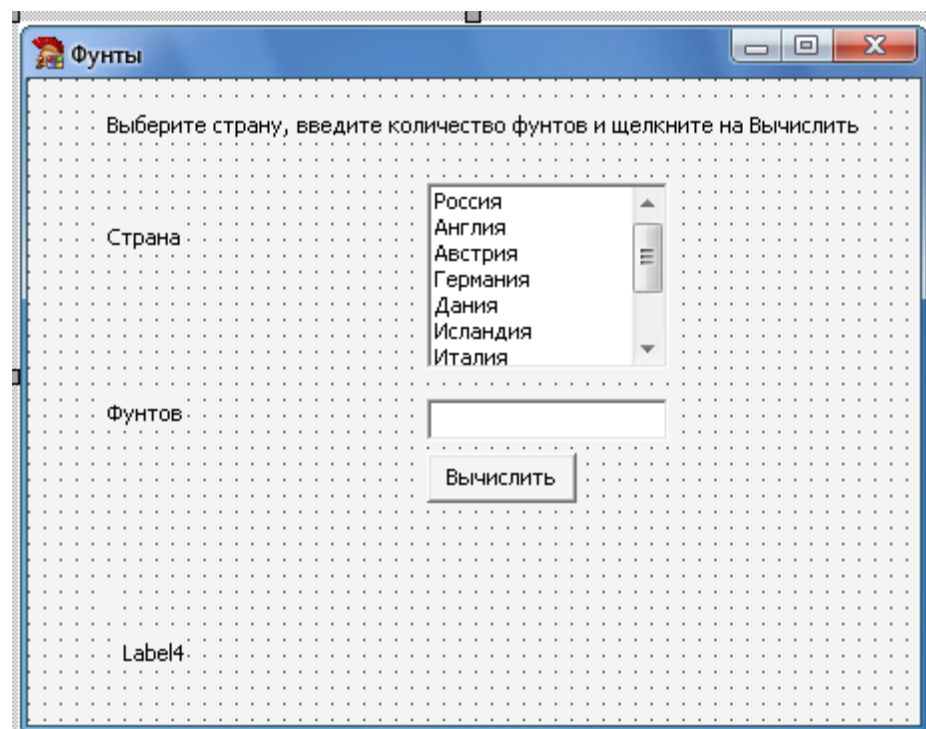 Фунты
Выберите страну, введите количество фунтов и щелкните на Вычислить
Страна
Россия
Англия
Австрия
Германия
Дания
Исландия
Италия
Фунтов
Вычислить
Label4